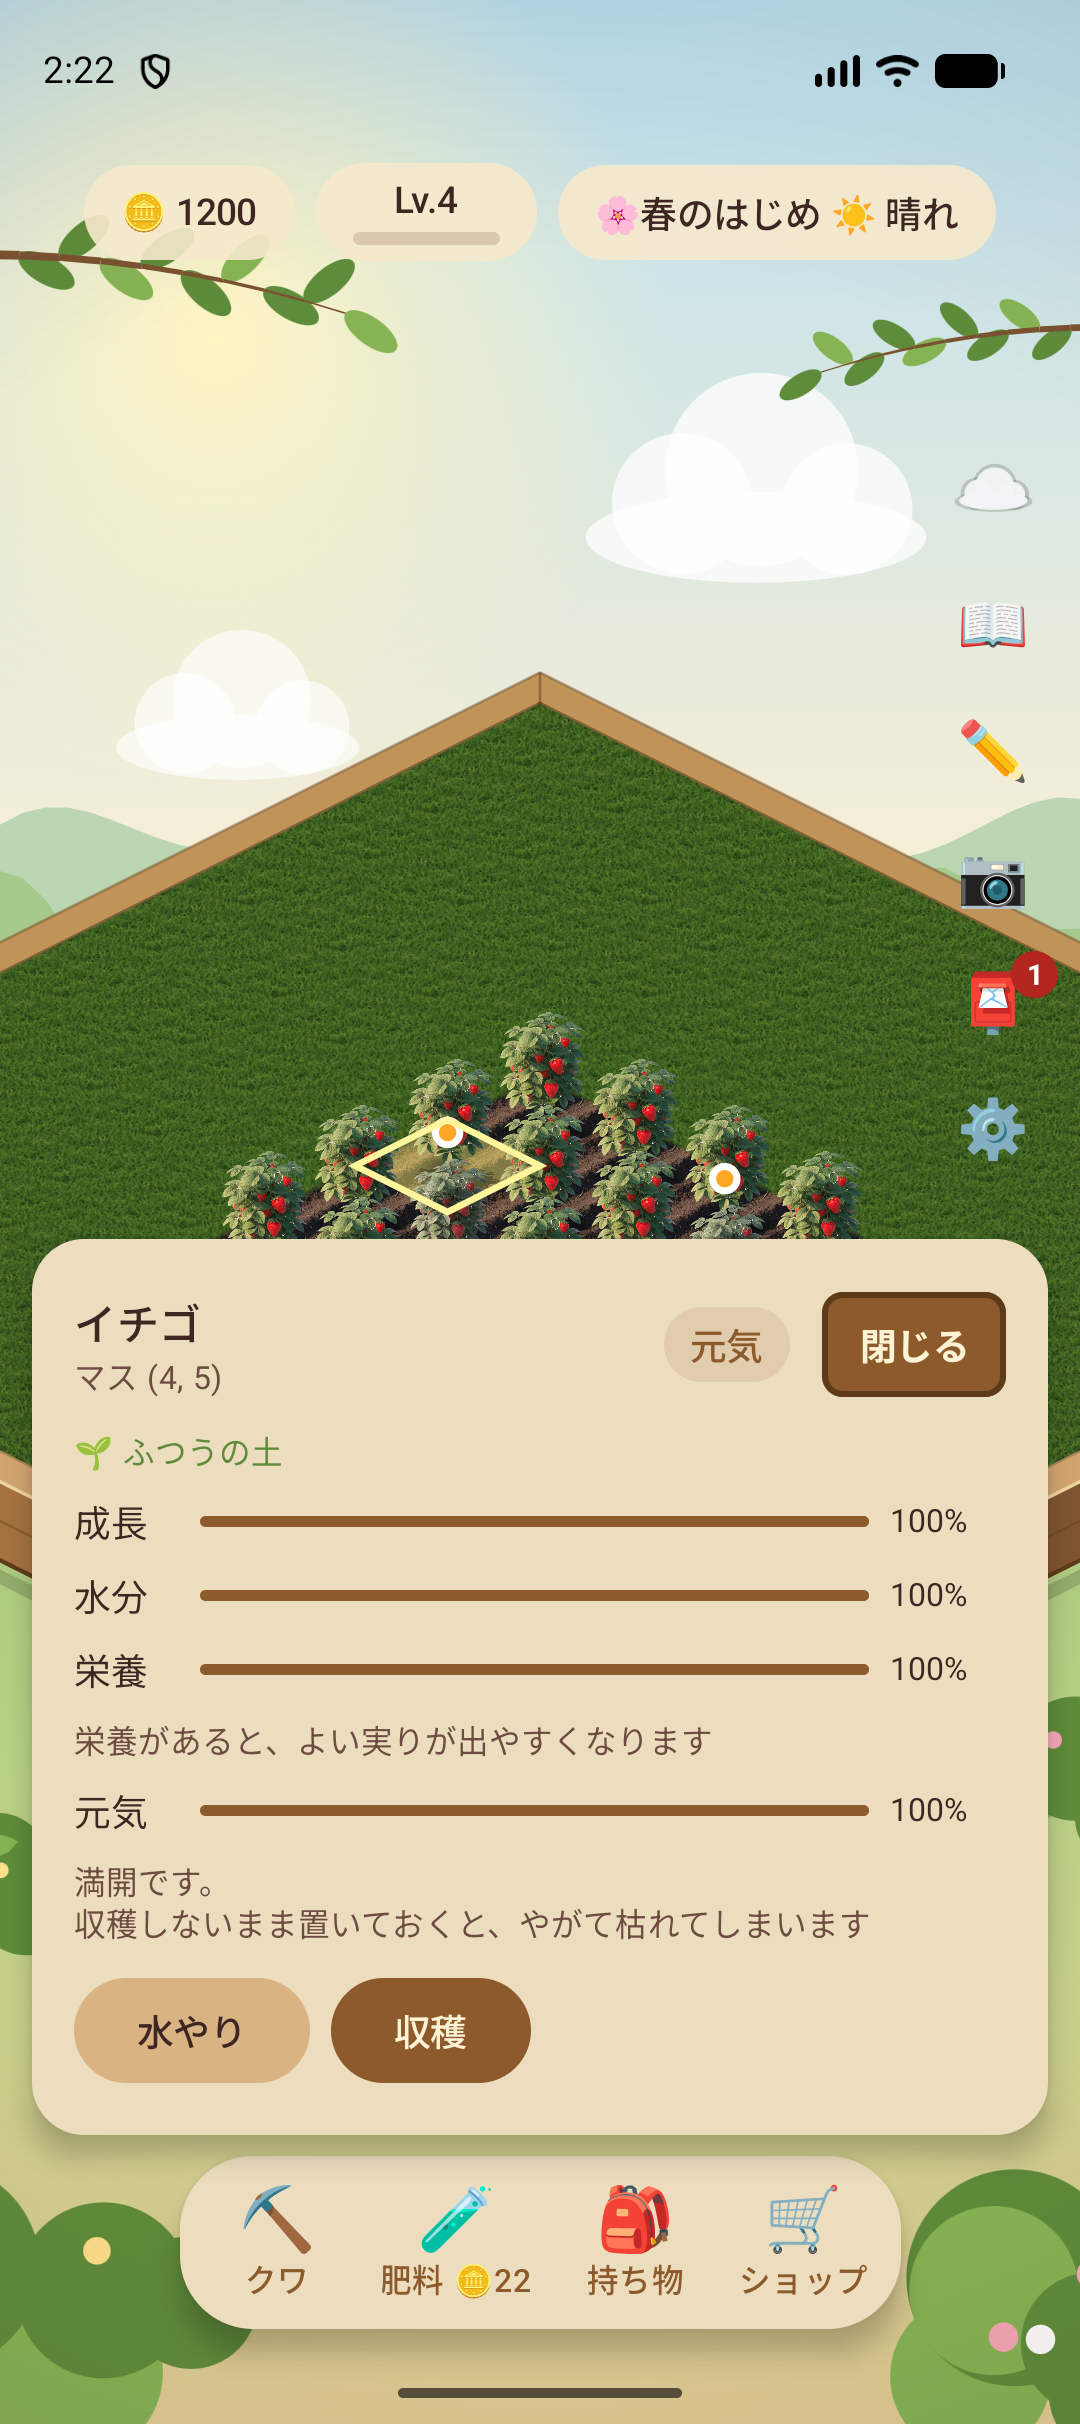 2:22
1200
Lv.4
春のはじめ 晴れ
1
イチゴ
マス (4, 5)
元気
閉じる
ふつうの土
成長 100%
水分 100%
栄養 100%
栄養があると、よい実りが出やすくなります
元気 100%
満開です。
収穫しないまま置いておくと、やがて枯れてしまいます
水やり
収穫
クワ
肥料 22
持ち物
ショップ